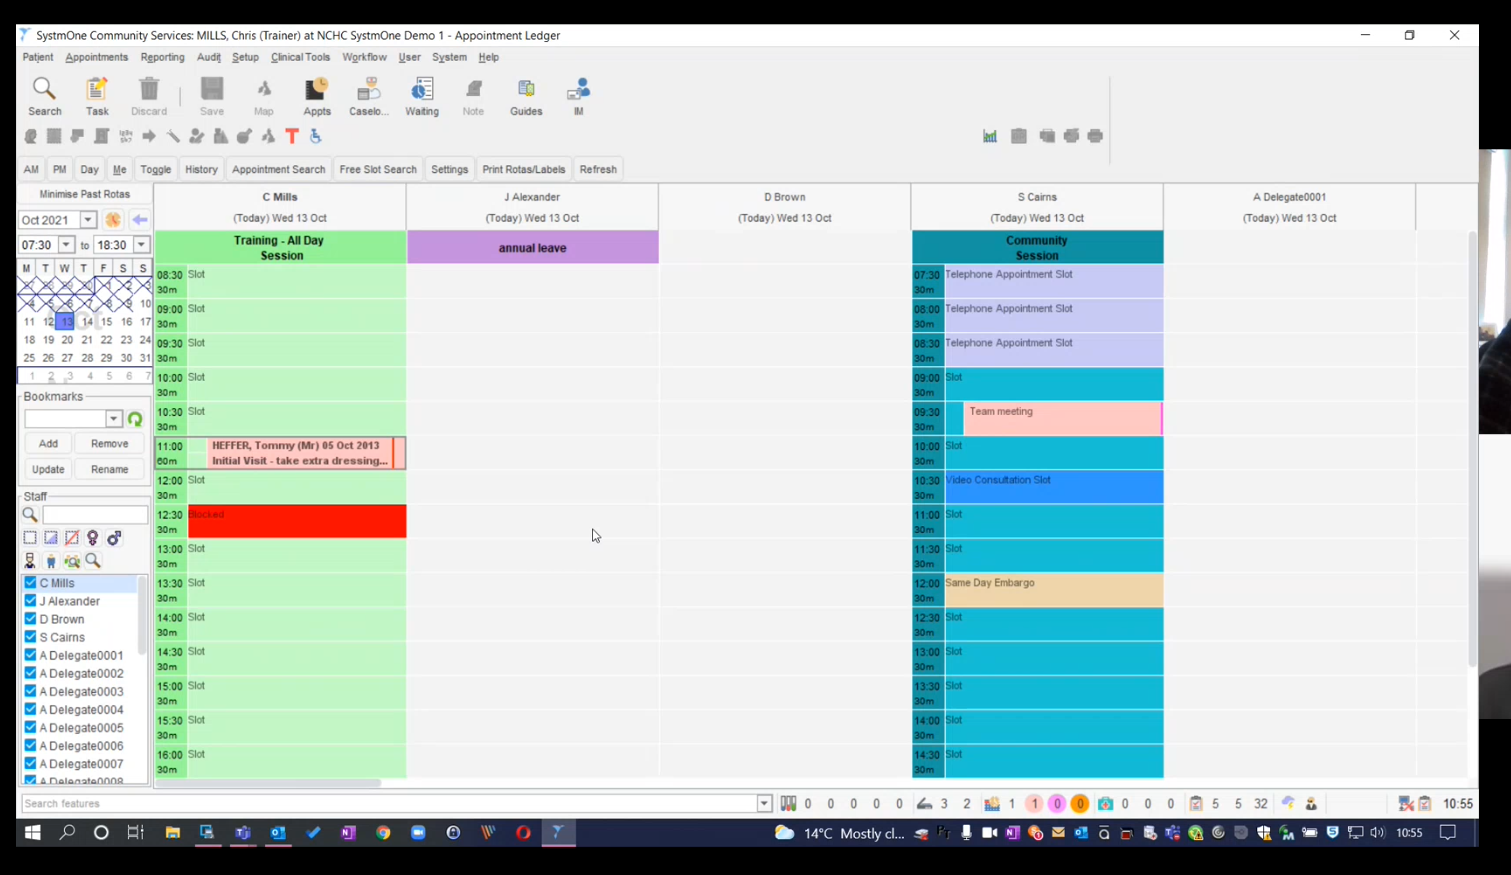 SystmOne Community Services: MILLS, Chris (Trainer) at NCHC SystmOne Demo 1 - Appointment Ledger
Patient Appointments Reporting Audit Setup Clinical Tools Workflow User System Help
Search Task Discard Save Map Appts Caselo... Waiting Note Guides IM
AM PM Day Me Toggle History Appointment Search Free Slot Search Settings Print Rotas/Labels Refresh
Minimise Past Rotas
Oct 2021
07:30 to 18:30
M T W T F S S
10
11 12 13 14 15 16 17
18 19 20 21 22 23 24
25 26 27 28 29 30 31
1 2 3 4 5 6 7
Bookmarks
Add Remove
Update Rename
Staff
C Mills
J Alexander
D Brown
S Cairns
A Delegate0001
A Delegate0002
A Delegate0003
A Delegate0004
A Delegate0005
A Delegate0006
A Delegate0007
A Delegate0008
C Mills
(Today) Wed 13 Oct
Training - All Day
Session
08:30 Slot
30m
09:00 Slot
30m
09:30 Slot
30m
10:00 Slot
30m
10:30 Slot
30m
11:00 HEFFER, Tommy (Mr) 05 Oct 2013
60m Initial Visit - take extra dressing...
12:00 Slot
30m
12:30 Blocked
30m
13:00 Slot
30m
13:30 Slot
30m
14:00 Slot
30m
14:30 Slot
30m
15:00 Slot
30m
15:30 Slot
30m
16:00 Slot
30m
J Alexander
(Today) Wed 13 Oct
annual leave
D Brown
(Today) Wed 13 Oct
S Cairns
(Today) Wed 13 Oct
Community
Session
07:30 Telephone Appointment Slot
30m
08:00 Telephone Appointment Slot
30m
08:30 Telephone Appointment Slot
30m
09:00 Slot
30m
09:30 Team meeting
30m
10:00 Slot
30m
10:30 Video Consultation Slot
30m
11:00 Slot
30m
11:30 Slot
30m
12:00 Same Day Embargo
30m
12:30 Slot
30m
13:00 Slot
30m
13:30 Slot
30m
14:00 Slot
30m
14:30 Slot
30m
A Delegate0001
(Today) Wed 13 Oct
Search features
0 0 0 0 0 3 2 1 1 0 0 0 0 0 5 5 32 10:55
14°C Mostly cl... 10:55